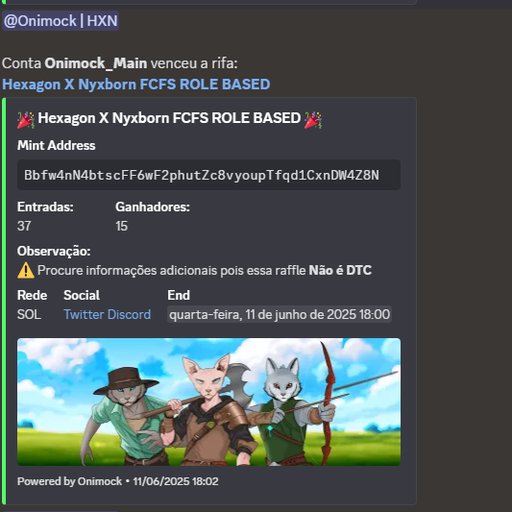 @Onimock | HXN
Conta Onimock_Main venceu a rifa:
Hexagon X Nyxborn FCFS ROLE BASED
🎉 Hexagon X Nyxborn FCFS ROLE BASED 🎉
Mint Address
Bbfw4nN4btscFF6wF2phutZc8vyoupTfqd1CxnDW4Z8N
Entradas: Ganhadores:
37 15
Observação:
⚠️ Procure informações adicionais pois essa raffle Não é DTC
Rede Social End
SOL Twitter Discord quarta-feira, 11 de junho de 2025 18:00
Powered by Onimock • 11/06/2025 18:02